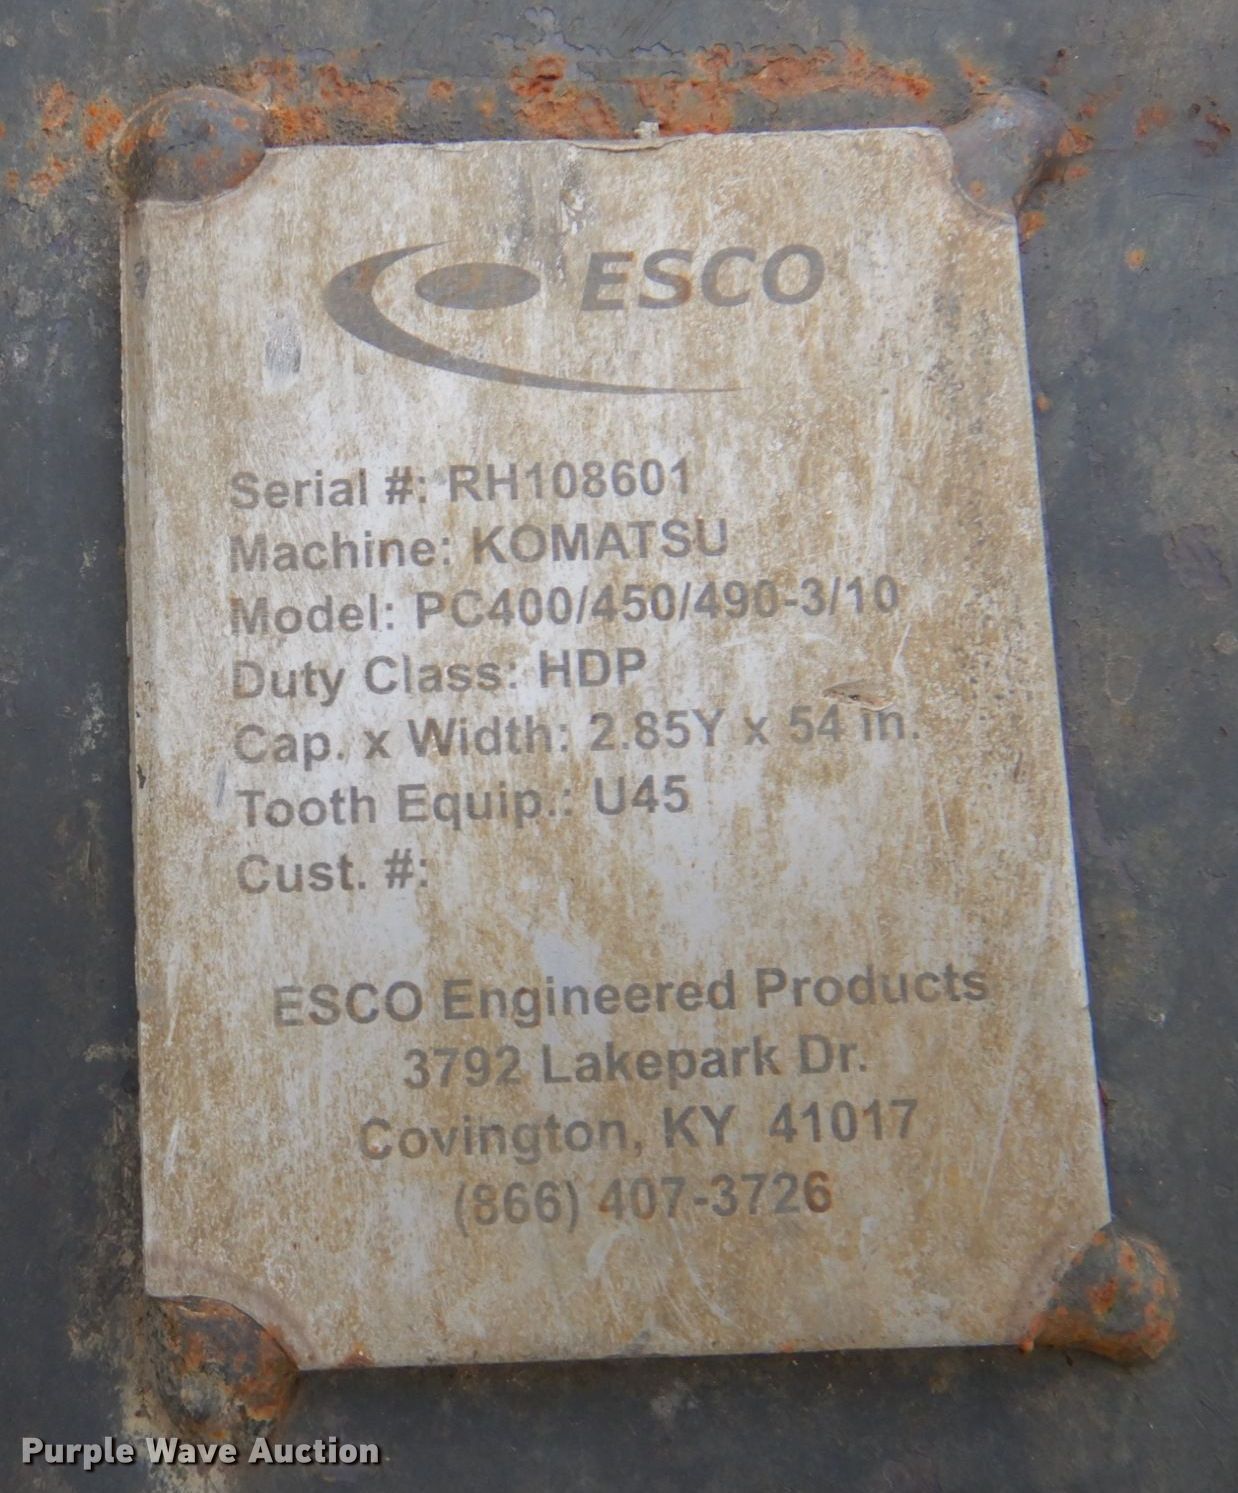 ESCO
Serial #: RH108601
Machine: KOMATSU
Model: PC400/450/490-3/10
Duty Class: HDP
Cap. x Width: 2.85Y x 54 in.
Tooth Equip.: U45
Cust. #:
ESCO Engineered Products
3792 Lakepark Dr.
Covington, KY 41017
(866) 407-3726
Purple Wave Auction